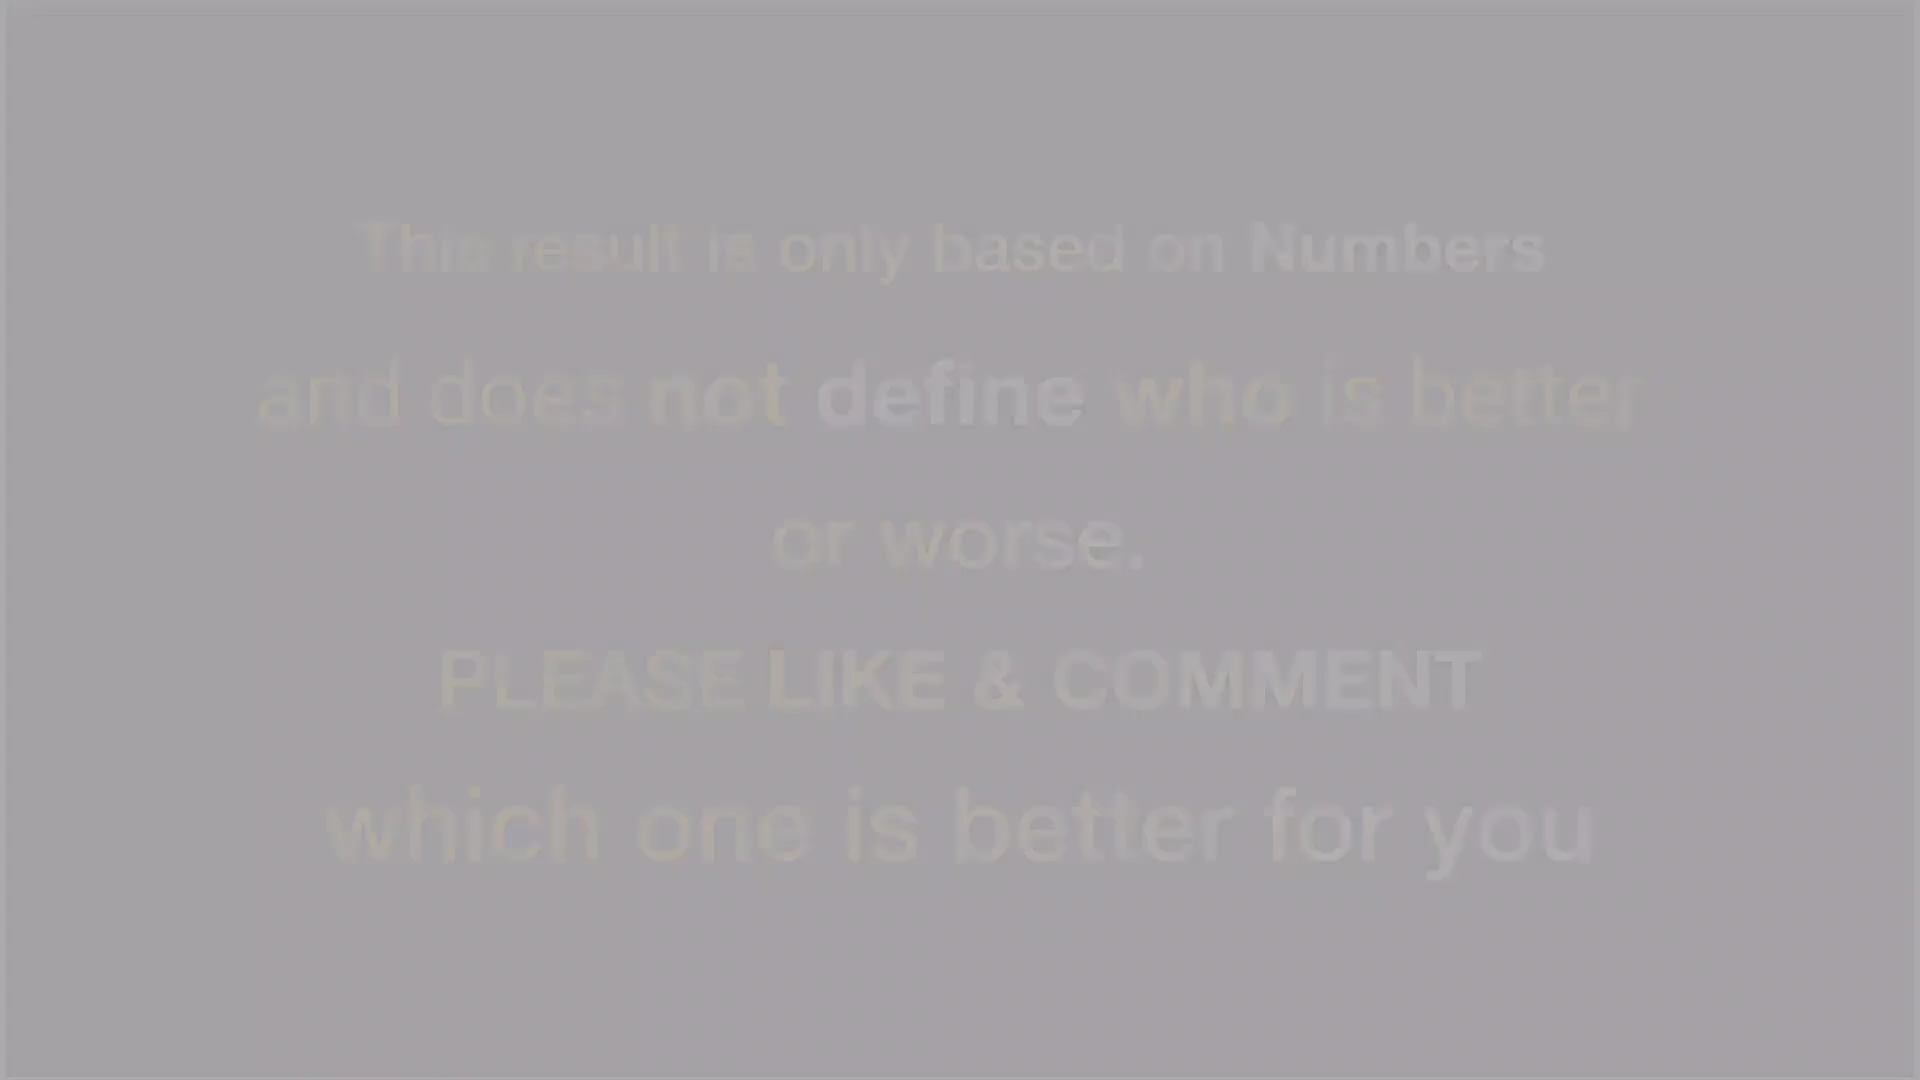 This result is only based on Numbers
and does not define who is better
or worse.
PLEASE LIKE & COMMENT
which one is better for you